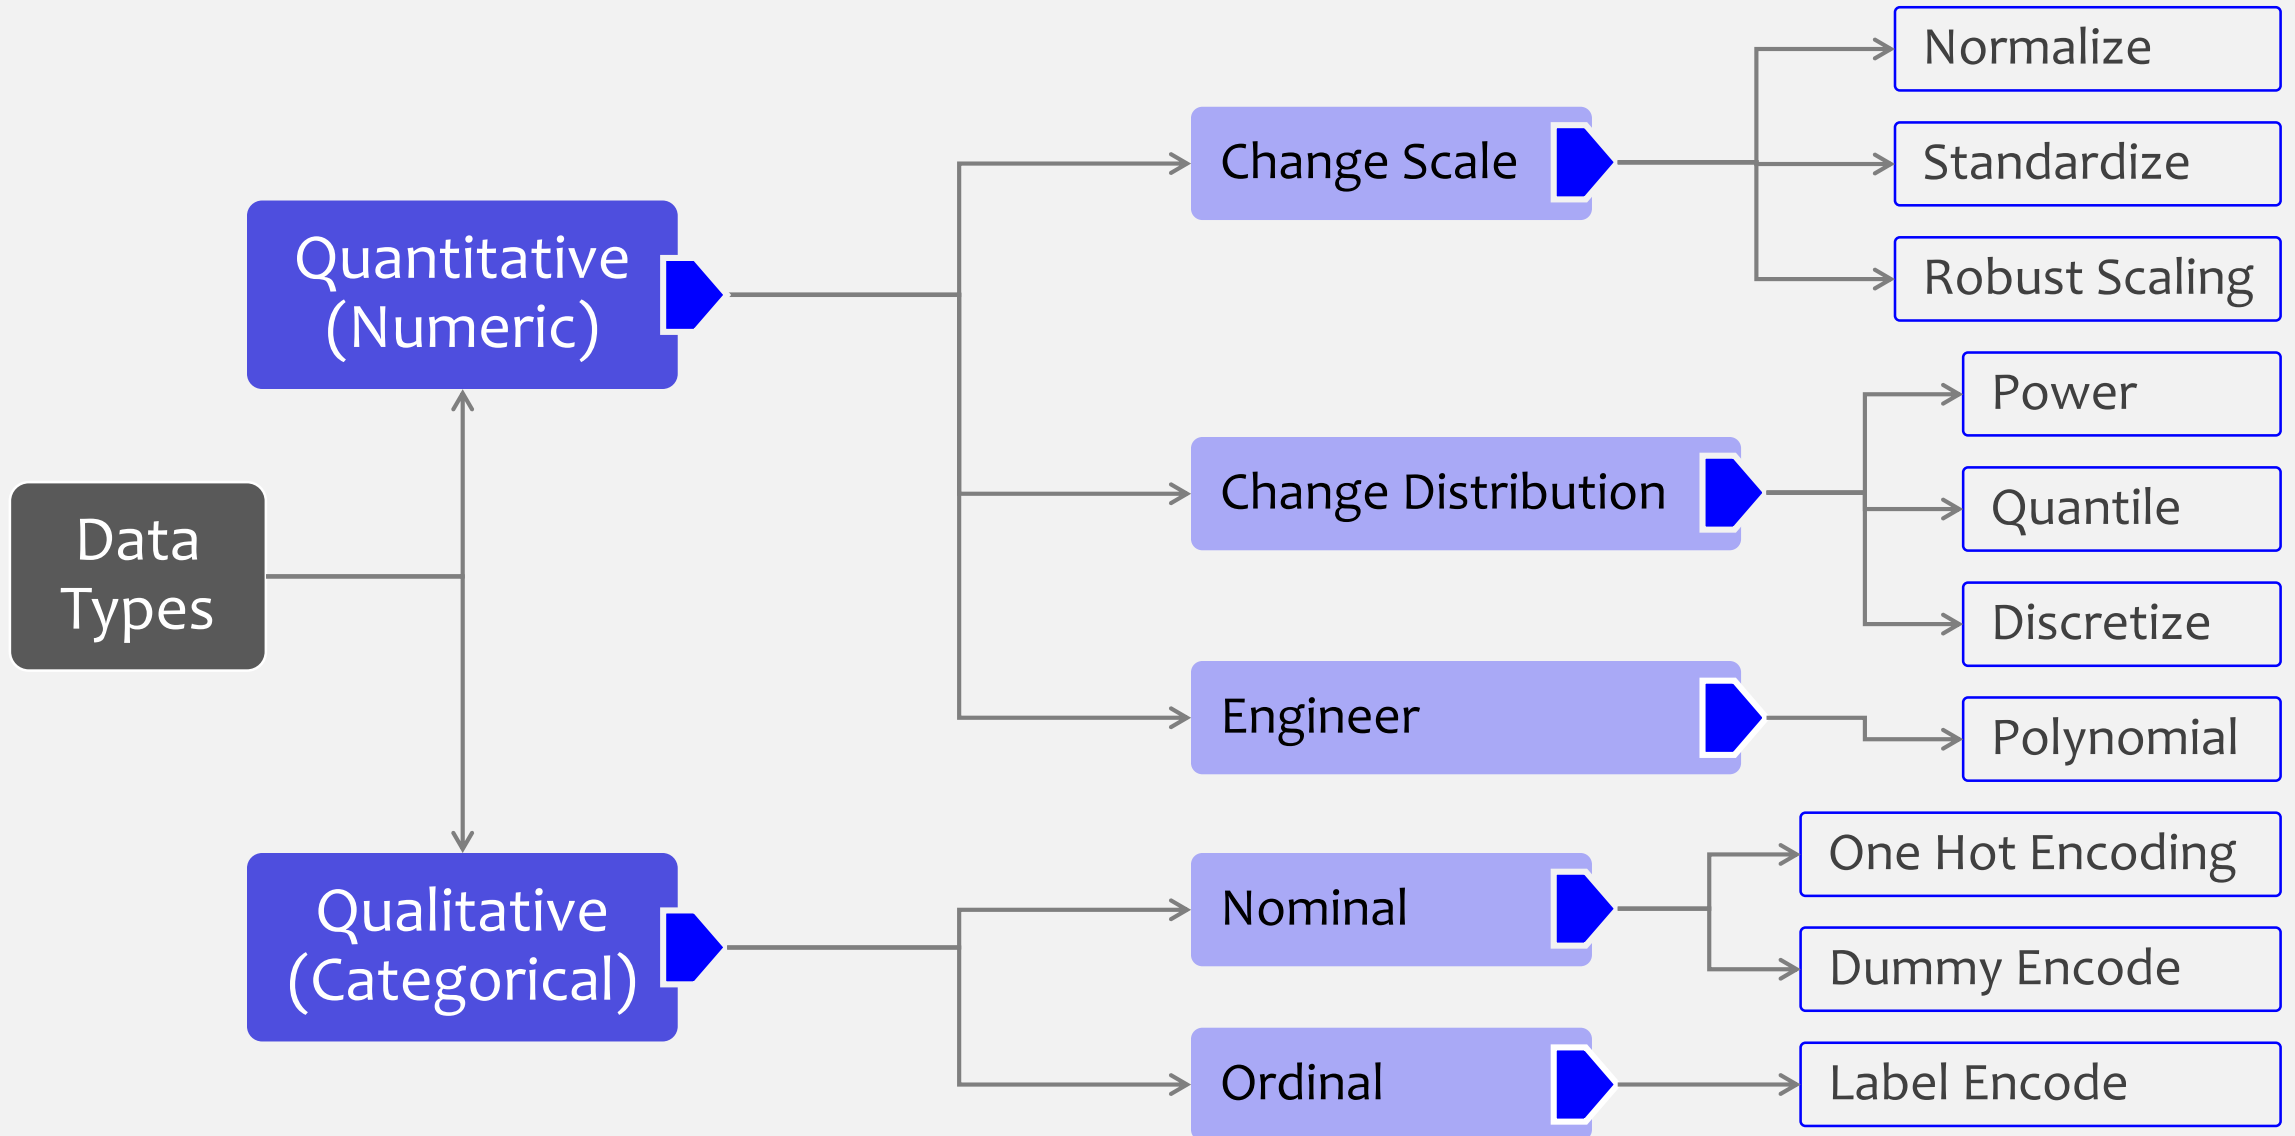 Data
Types
Quantitative
(Numeric)
Change Scale
Normalize
Standardize
Robust Scaling
Change Distribution
Power
Quantile
Discretize
Engineer
Polynomial
Qualitative
(Categorical)
Nominal
One Hot Encoding
Dummy Encode
Ordinal
Label Encode